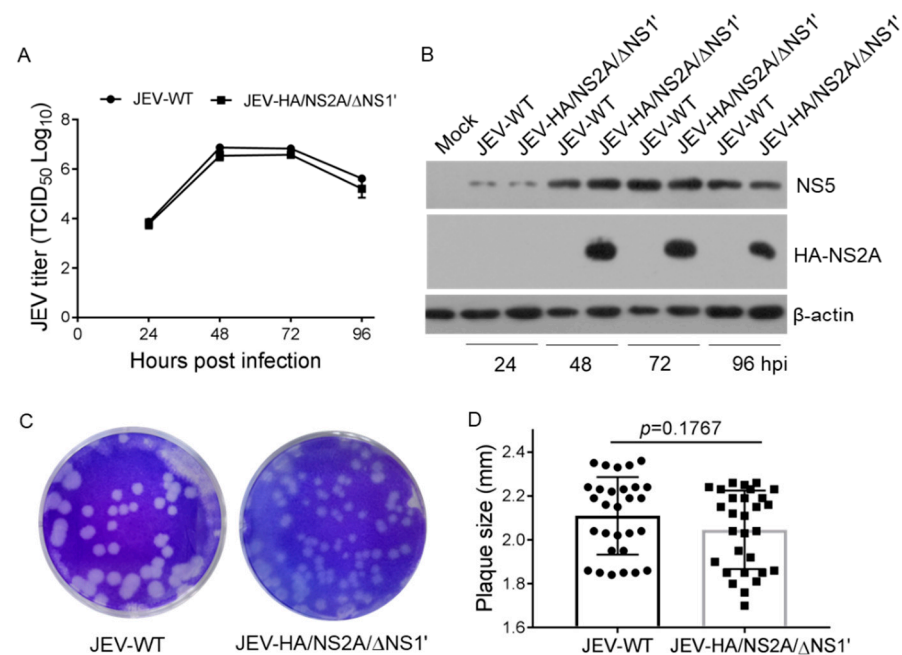 A
JEV-WT JEV-HA/NS2A/ΔNS1'
JEV titer (TCID50 Log10)
8
6
4
2
0
0 24 48 72 96
Hours post infection
B
Mock JEV-WT JEV-HA/NS2A/ΔNS1' JEV-WT JEV-HA/NS2A/ΔNS1' JEV-WT JEV-HA/NS2A/ΔNS1' JEV-WT JEV-HA/NS2A/ΔNS1'
NS5
HA-NS2A
β-actin
24 48 72 96 hpi
C
JEV-WT JEV-HA/NS2A/ΔNS1'
D
p=0.1767
Plaque size (mm)
2.4
2.2
2.0
1.8
1.6
JEV-WT JEV-HA/NS2A/ΔNS1'